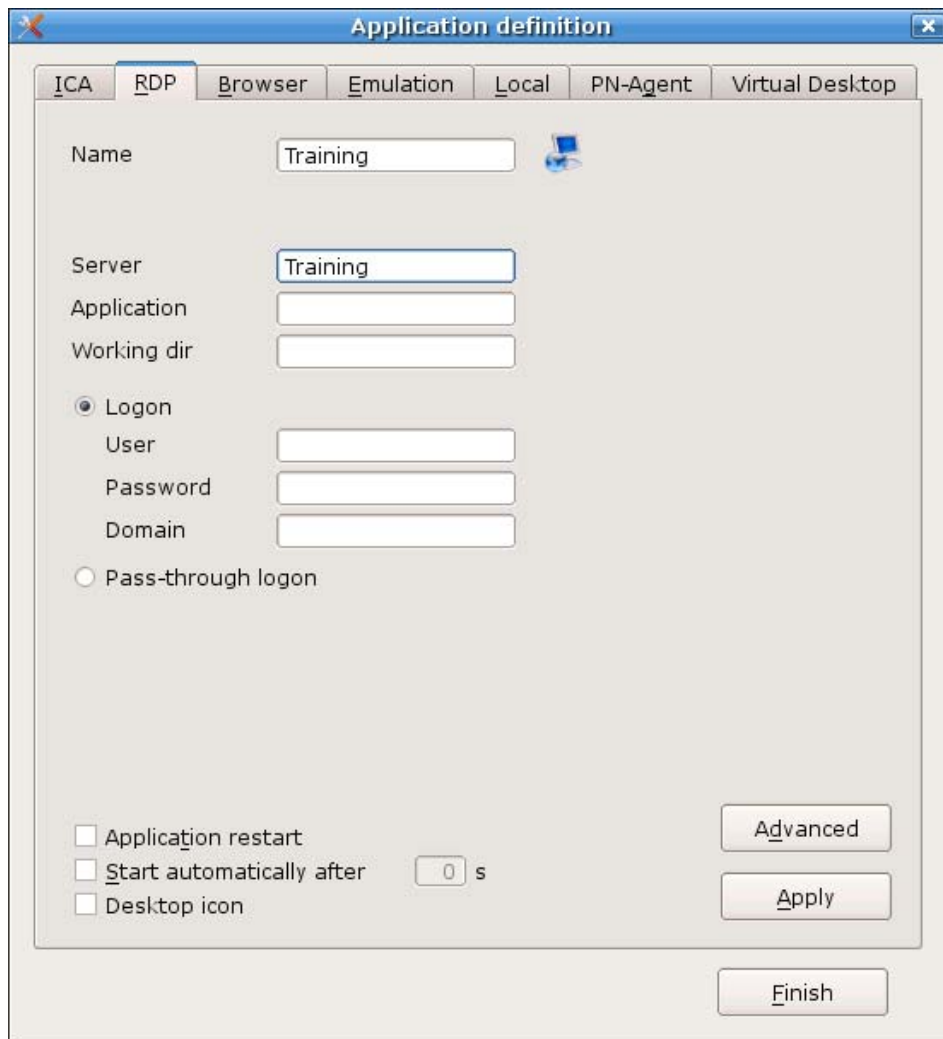 Application definition
ICA RDP Browser Emulation Local PN-Agent Virtual Desktop
Name Training
Server Training
Application
Working dir
Logon
User
Password
Domain
Pass-through logon
Application restart
Start automatically after 0 s
Desktop icon
Advanced
Apply
Finish